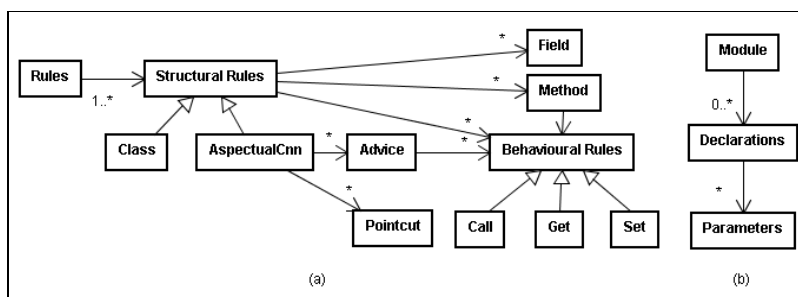 Rules
1..*
Structural Rules
*
Field
*
Method
*
Class
AspectualCnn
*
Advice
*
Behavioural Rules
*
Pointcut
Call
Get
Set
(a)
Module
0..*
Declarations
*
Parameters
(b)